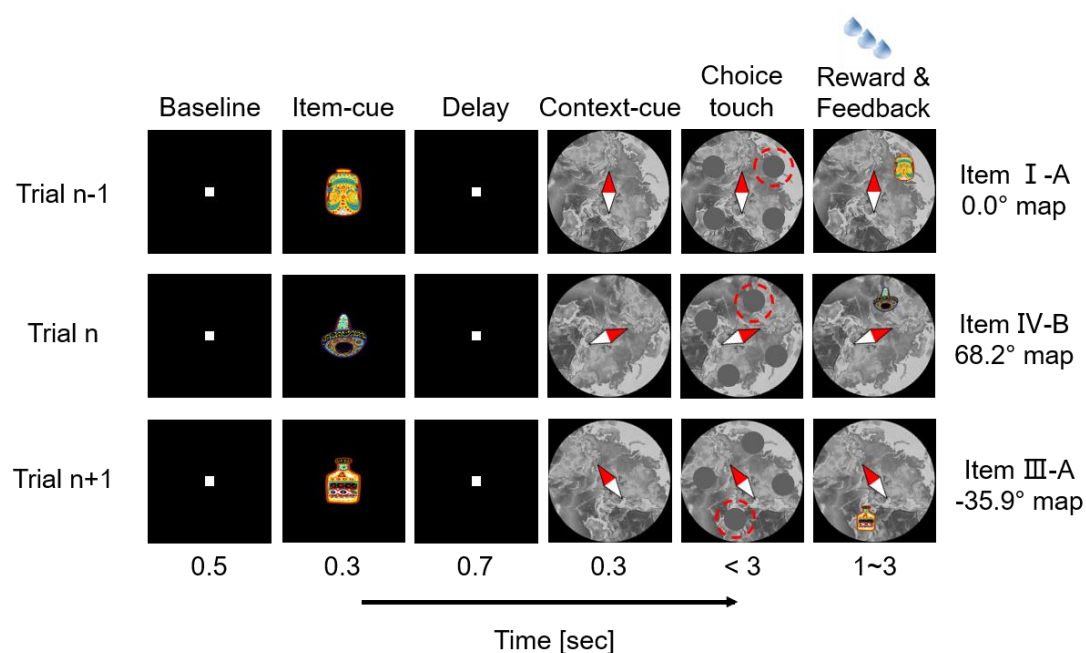 Baseline
Item-cue
Delay
Context-cue
Choice
touch
Reward &
Feedback
Trial n-1
Item Ⅰ-A
0.0° map
Trial n
Item Ⅳ-B
68.2° map
Trial n+1
Item Ⅲ-A
-35.9° map
0.5
0.3
0.7
0.3
< 3
1~3
Time [sec]